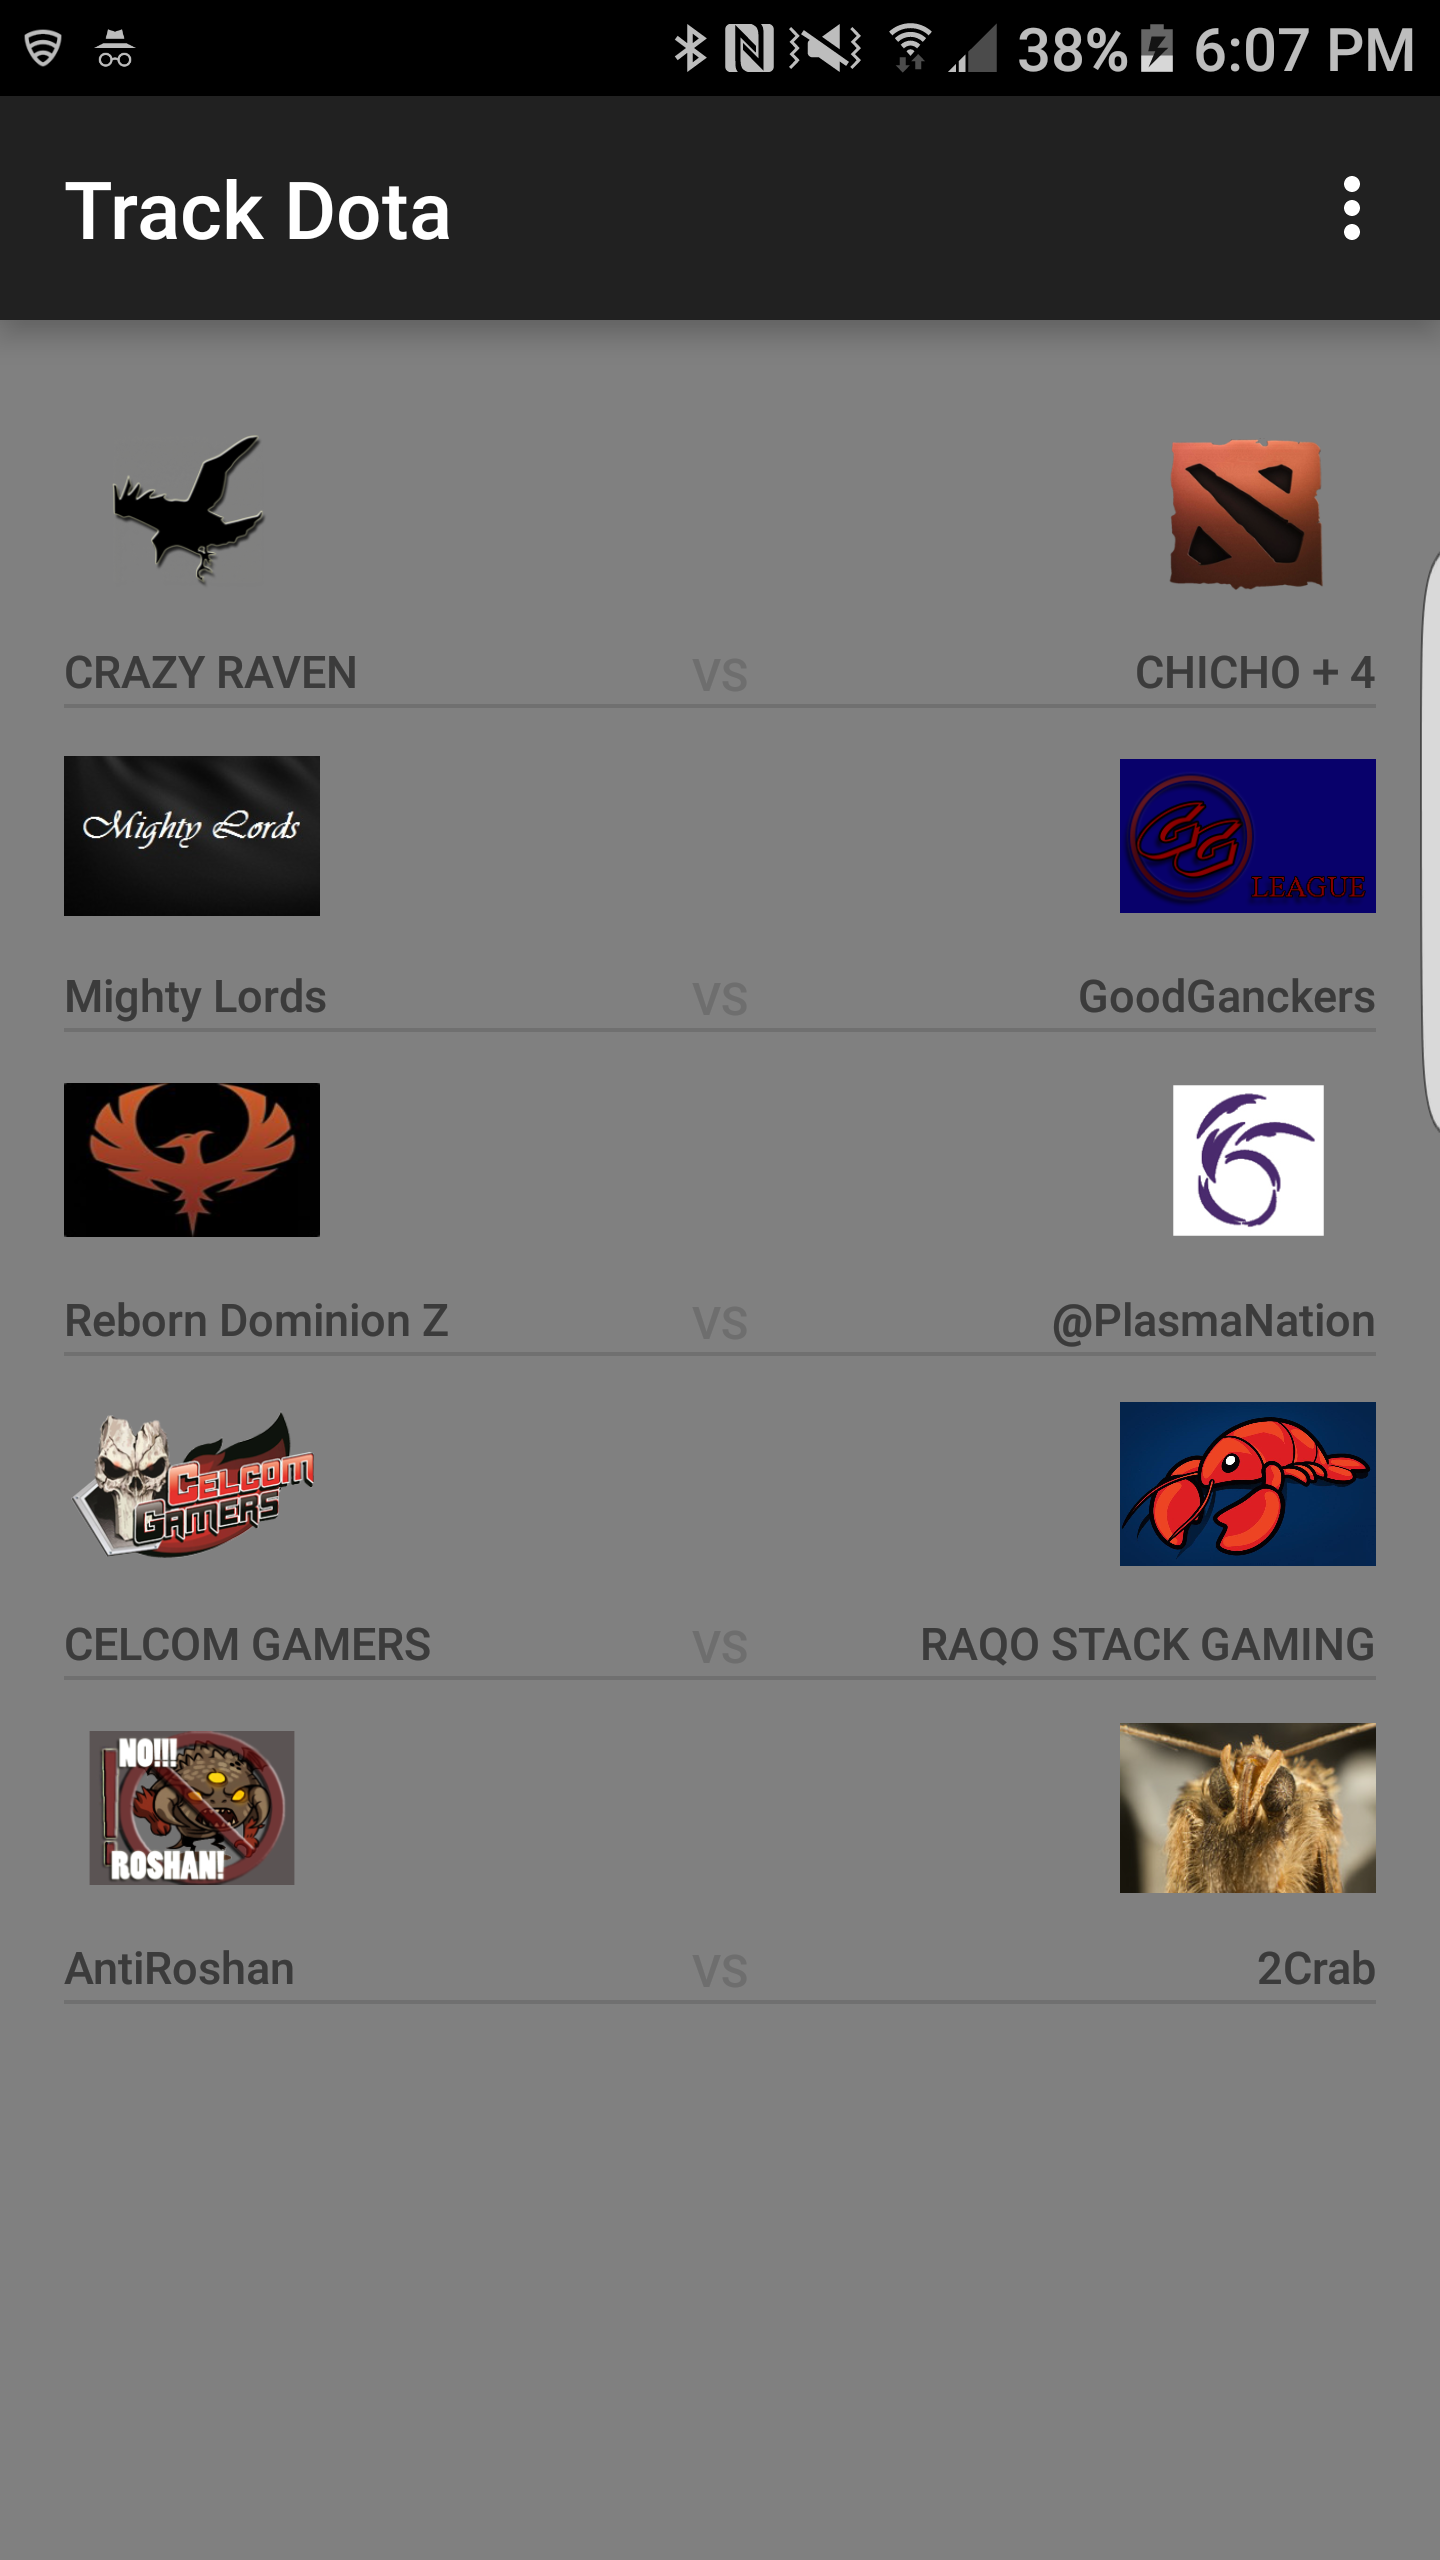 38% 6:07 PM
Track Dota
CRAZY RAVEN VS CHICHO + 4
Mighty Lords
GG
LEAGUE
Mighty Lords VS GoodGanckers
Reborn Dominion Z VS @PlasmaNation
CELCOM
GAMERS
CELCOM GAMERS VS RAQO STACK GAMING
NO!!!
ROSHAN!
AntiRoshan VS 2Crab